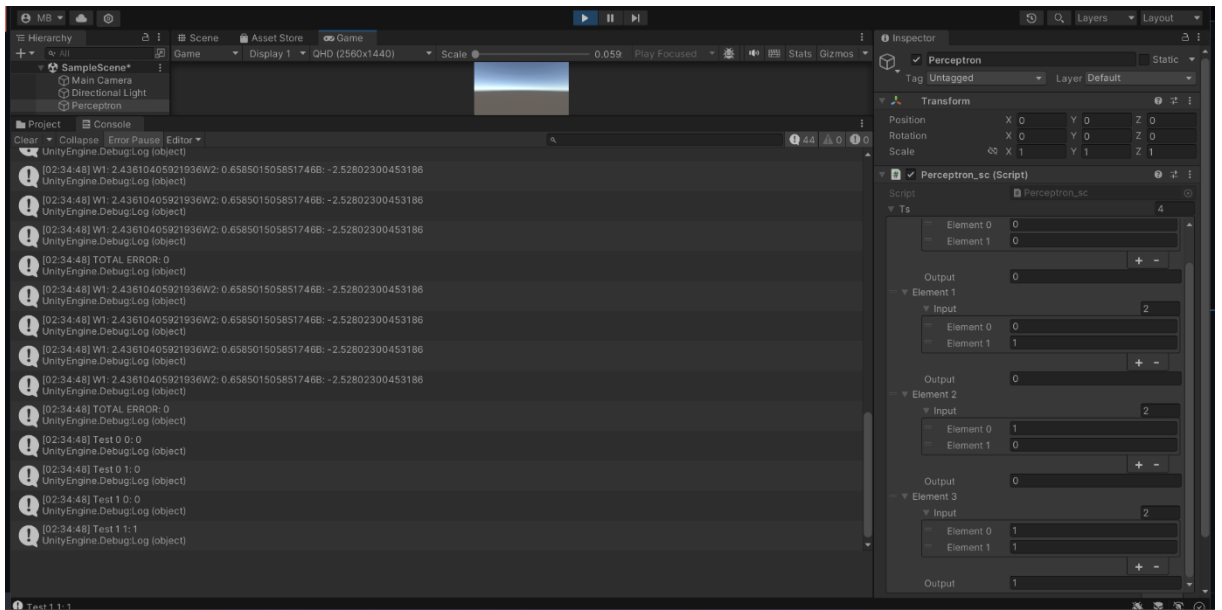 MB
Layers
Layout
Hierarchy
All
SampleScene*
Main Camera
Directional Light
Perceptron
Scene
Asset Store
Game
Game
Display 1
QHD (2560x1440)
Scale
0.059
Play Focused
Stats
Gizmos
Project
Console
Clear
Collapse
Error Pause
Editor
44
0
0
UnityEngine.Debug:Log (object)
[02:34:48] W1: 2.43610405921936W2: 0.658501505851746B: -2.52802300453186
UnityEngine.Debug:Log (object)
[02:34:48] W1: 2.43610405921936W2: 0.658501505851746B: -2.52802300453186
UnityEngine.Debug:Log (object)
[02:34:48] W1: 2.43610405921936W2: 0.658501505851746B: -2.52802300453186
UnityEngine.Debug:Log (object)
[02:34:48] TOTAL ERROR: 0
UnityEngine.Debug:Log (object)
[02:34:48] W1: 2.43610405921936W2: 0.658501505851746B: -2.52802300453186
UnityEngine.Debug:Log (object)
[02:34:48] W1: 2.43610405921936W2: 0.658501505851746B: -2.52802300453186
UnityEngine.Debug:Log (object)
[02:34:48] W1: 2.43610405921936W2: 0.658501505851746B: -2.52802300453186
UnityEngine.Debug:Log (object)
[02:34:48] W1: 2.43610405921936W2: 0.658501505851746B: -2.52802300453186
UnityEngine.Debug:Log (object)
[02:34:48] TOTAL ERROR: 0
UnityEngine.Debug:Log (object)
[02:34:48] Test 0 0: 0
UnityEngine.Debug:Log (object)
[02:34:48] Test 0 1: 0
UnityEngine.Debug:Log (object)
[02:34:48] Test 1 0: 0
UnityEngine.Debug:Log (object)
[02:34:48] Test 1 1: 1
UnityEngine.Debug:Log (object)
Test 1 1: 1
Inspector
Perceptron
Static
Tag Untagged
Layer Default
Transform
Position X 0 Y 0 Z 0
Rotation X 0 Y 0 Z 0
Scale X 1 Y 1 Z 1
Perceptron_sc (Script)
Script Perceptron_sc
Ts 4
Element 0 0
Element 1 0
+ -
Output 0
Element 1
Input 2
Element 0 0
Element 1 1
+ -
Output 0
Element 2
Input 2
Element 0 1
Element 1 0
+ -
Output 0
Element 3
Input 2
Element 0 1
Element 1 1
+ -
Output 1